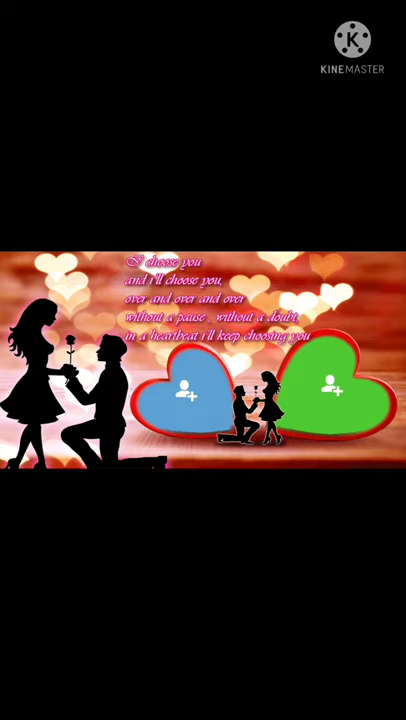 KINEMASTER
I choose you
and i'll choose you,
over and over and over
without a pause , without a doubt,
in a heartbeat i'll keep choosing you